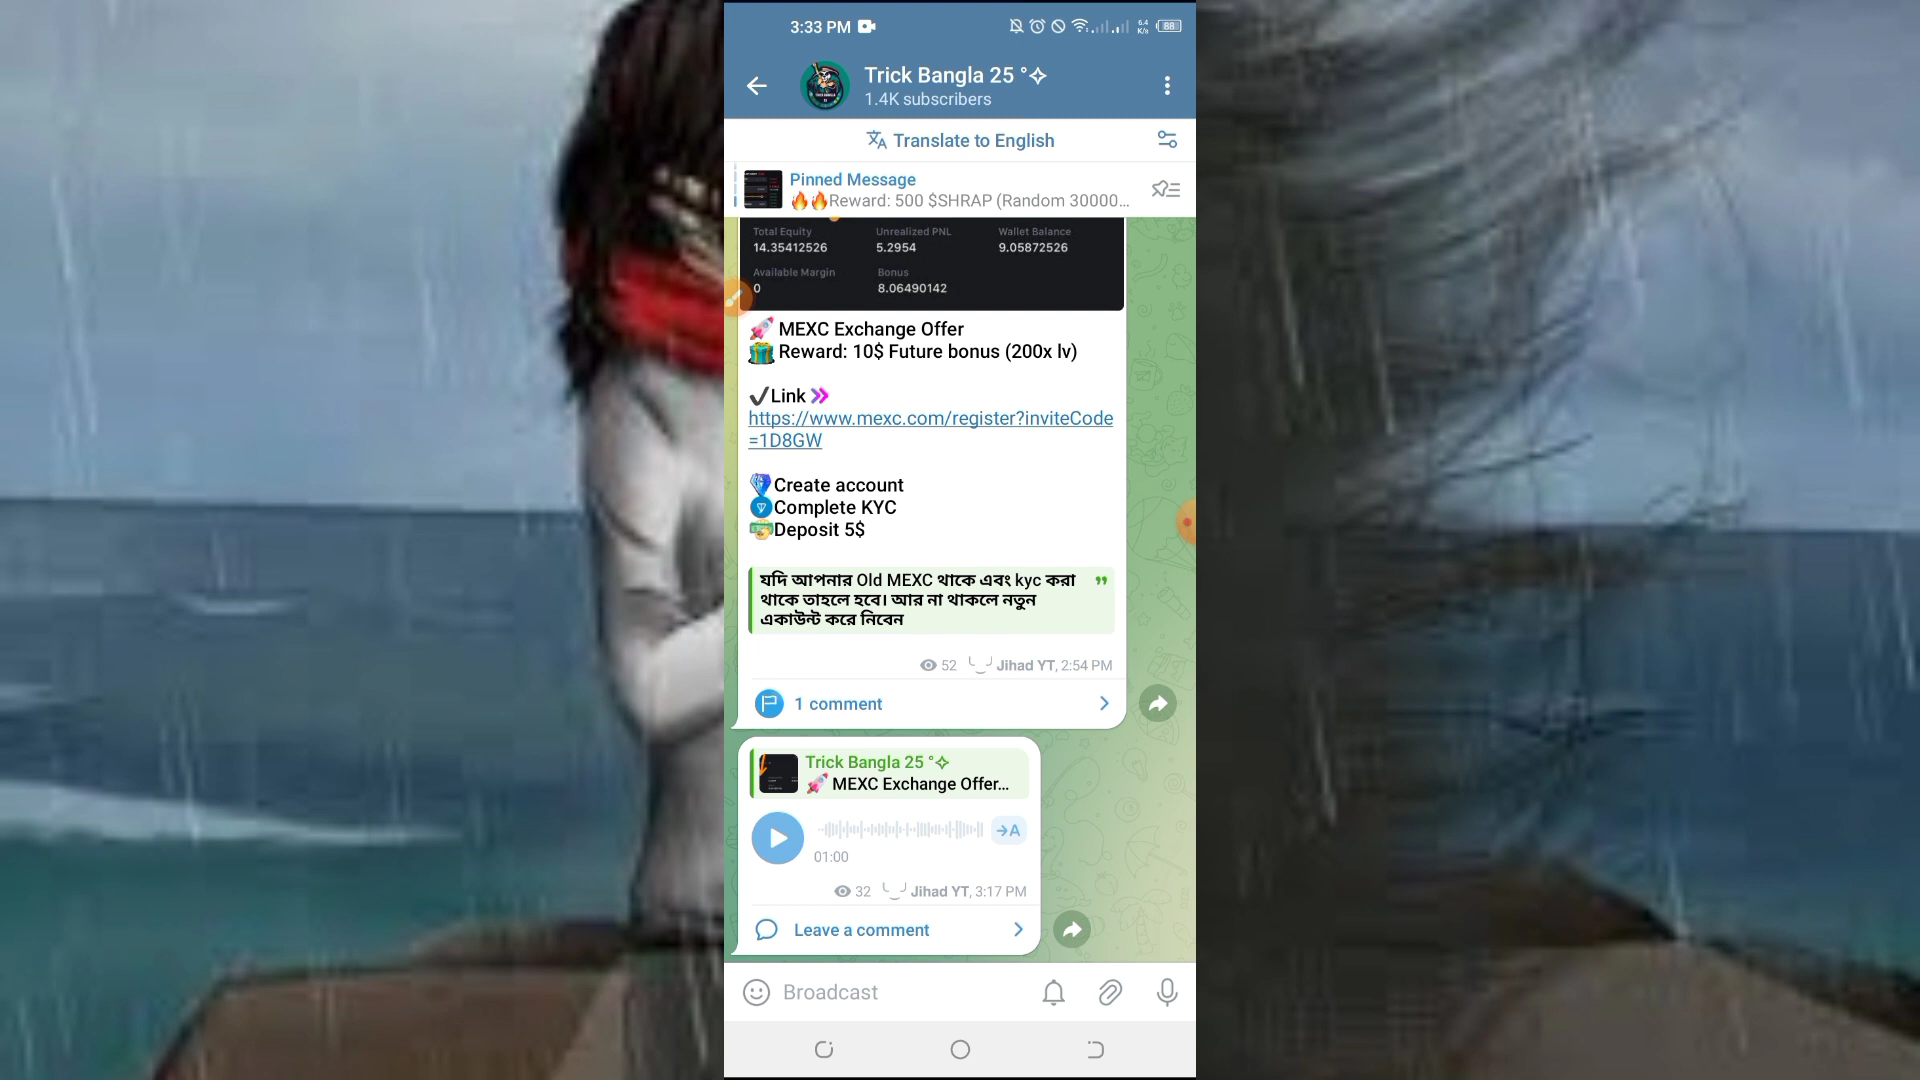 3:33 PM
6.4
K/s
88
Trick Bangla 25 °✧
1.4K subscribers
Translate to English
Pinned Message
🔥🔥Reward: 500 $SHRAP (Random 30000...
Total Equity
Unrealized PNL
Wallet Balance
14.35412526
5.2954
9.05872526
Available Margin
Bonus
0
8.06490142
🚀 MEXC Exchange Offer
🎁 Reward: 10$ Future bonus (200x lv)
✔️Link
https://www.mexc.com/register?inviteCode
=1D8GW
Create account
Complete KYC
Deposit 5$
যদি আপনার Old MEXC থাকে এবং kyc করা
থাকে তাহলে হবে। আর না থাকলে নতুন
একাউন্ট করে নিবেন
52 Jihad YT, 2:54 PM
1 comment
Trick Bangla 25 °✧
🚀 MEXC Exchange Offer...
→A
01:00
32 Jihad YT, 3:17 PM
Leave a comment
Broadcast